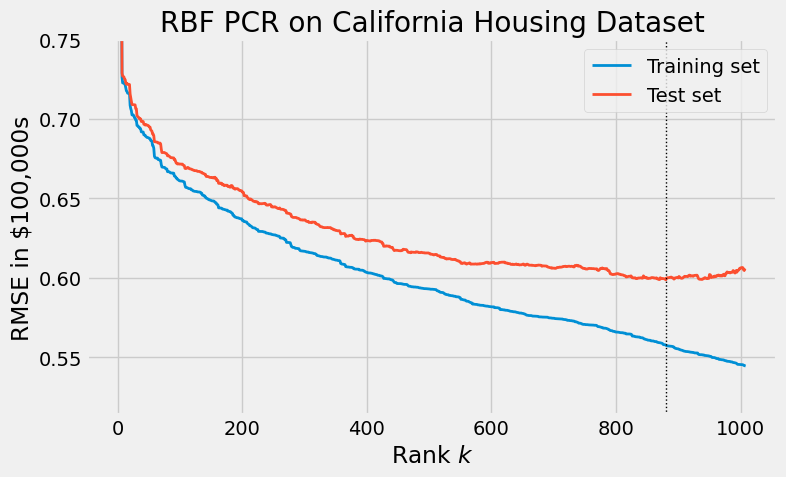 RBF PCR on California Housing Dataset
Training set
Test set
RMSE in $100,000s
0.75
0.70
0.65
0.60
0.55
0 200 400 600 800 1000
Rank k